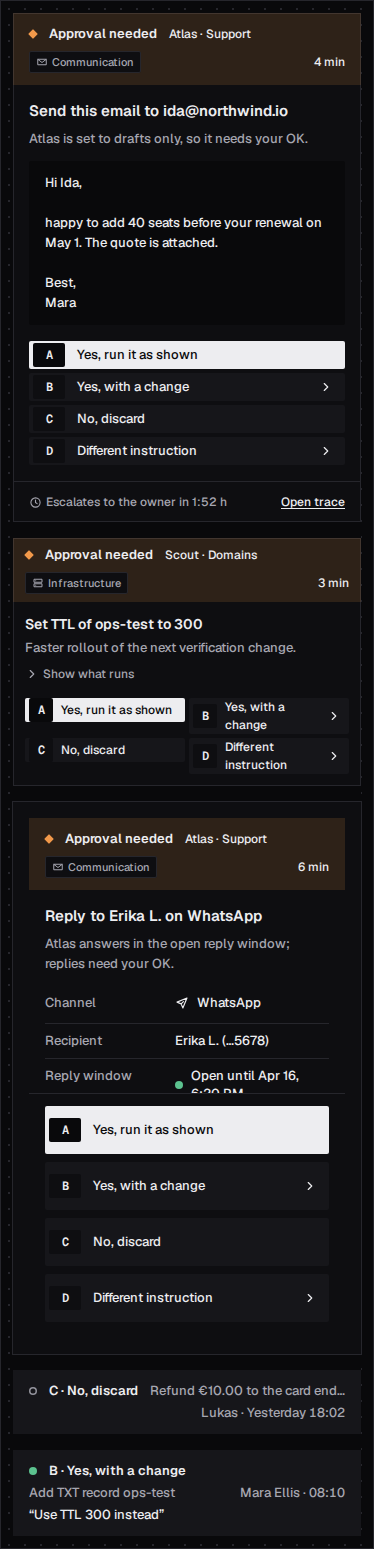 Approval needed Atlas · Support
Communication 4 min
Send this email to ida@northwind.io
Atlas is set to drafts only, so it needs your OK.
Hi Ida,
happy to add 40 seats before your renewal on
May 1. The quote is attached.
Best,
Mara
A Yes, run it as shown
B Yes, with a change
C No, discard
D Different instruction
Escalates to the owner in 1:52 h Open trace
Approval needed Scout · Domains
Infrastructure 3 min
Set TTL of ops-test to 300
Faster rollout of the next verification change.
Show what runs
A Yes, run it as shown
B Yes, with a
change
C No, discard
D Different
instruction
Approval needed Atlas · Support
Communication 6 min
Reply to Erika L. on WhatsApp
Atlas answers in the open reply window;
replies need your OK.
Channel WhatsApp
Recipient Erika L. (…5678)
Reply window Open until Apr 16,
A Yes, run it as shown
B Yes, with a change
C No, discard
D Different instruction
C · No, discard Refund €10.00 to the card end…
Lukas · Yesterday 18:02
B · Yes, with a change
Add TXT record ops-test Mara Ellis · 08:10
“Use TTL 300 instead”